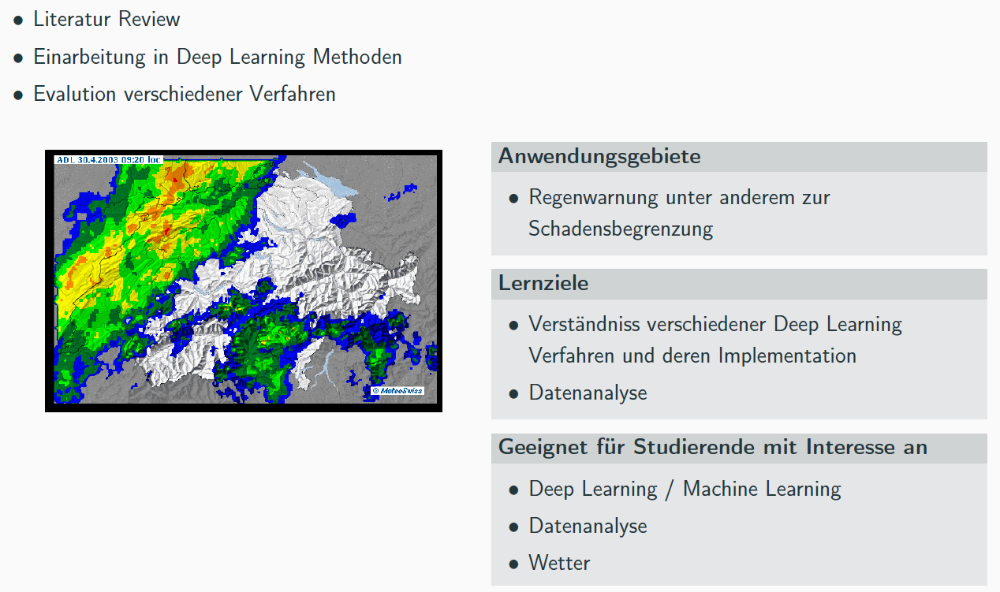 • Literatur Review
• Einarbeitung in Deep Learning Methoden
• Evalution verschiedener Verfahren
ADL 30.4.2003 09:20 loc
© MeteoSwiss
Anwendungsgebiete
• Regenwarnung unter anderem zur
Schadensbegrenzung
Lernziele
• Verständniss verschiedener Deep Learning
Verfahren und deren Implementation
• Datenanalyse
Geeignet für Studierende mit Interesse an
• Deep Learning / Machine Learning
• Datenanalyse
• Wetter